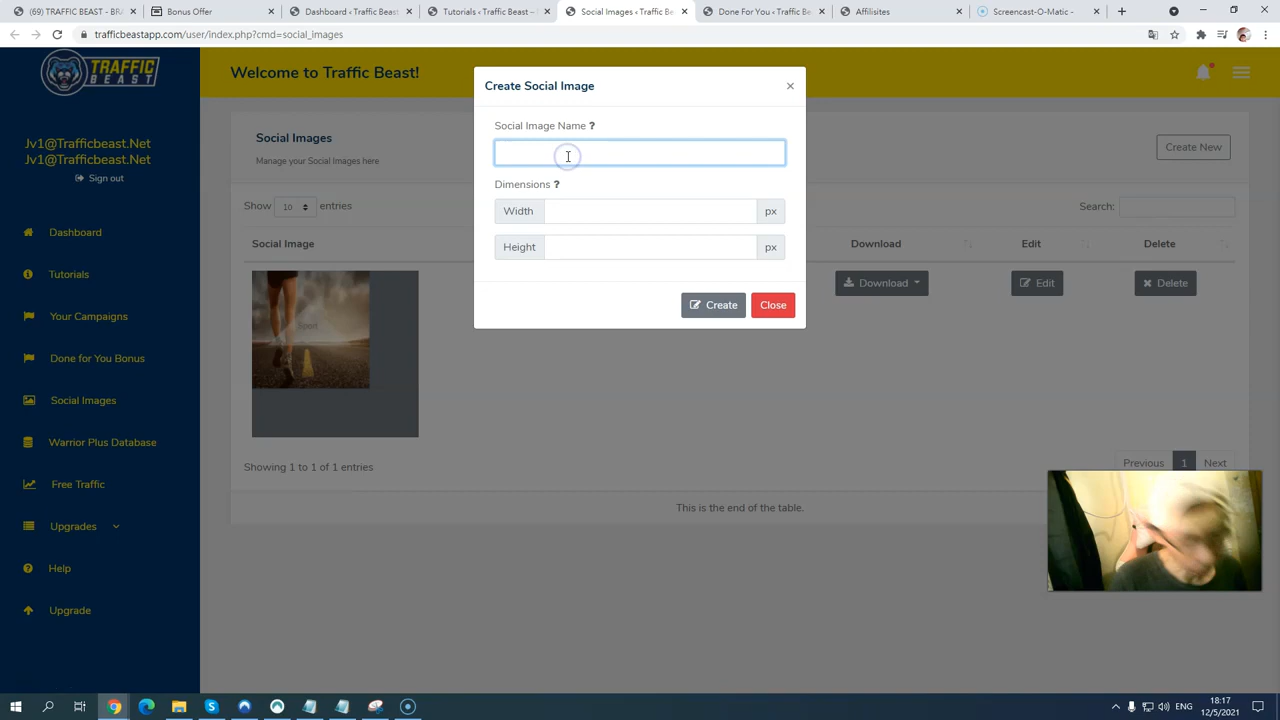 (69) TRAFFIC BEAST - BRA
Bonus Offer
Dashboard < Traffic Beast
Tutorials < Traffic Beast
Social Images < Traffic Be
Done For You < Traffic Be
Affilisites
Screencast-O-Matic -
trafficbeastapp.com/user/index.php?cmd=social_images
TRAFFIC
BEAST
Welcome to Traffic Beast!
Jv1@Trafficbeast.Net
Jv1@Trafficbeast.Net
Sign out
Dashboard
Tutorials
Your Campaigns
Done for You Bonus
Social Images
Warrior Plus Database
Free Traffic
Upgrades
Help
Upgrade
Social Images
Manage your Social Images here
Create New
Show 10 entries
Search:
Social Image
Download
Edit
Delete
Sport
Download
Edit
Delete
Showing 1 to 1 of 1 entries
Previous 1 Next
This is the end of the table.
Create Social Image
×
Social Image Name ?
Dimensions ?
Width px
Height px
Create
Close
ENG
18:17
12/5/2021